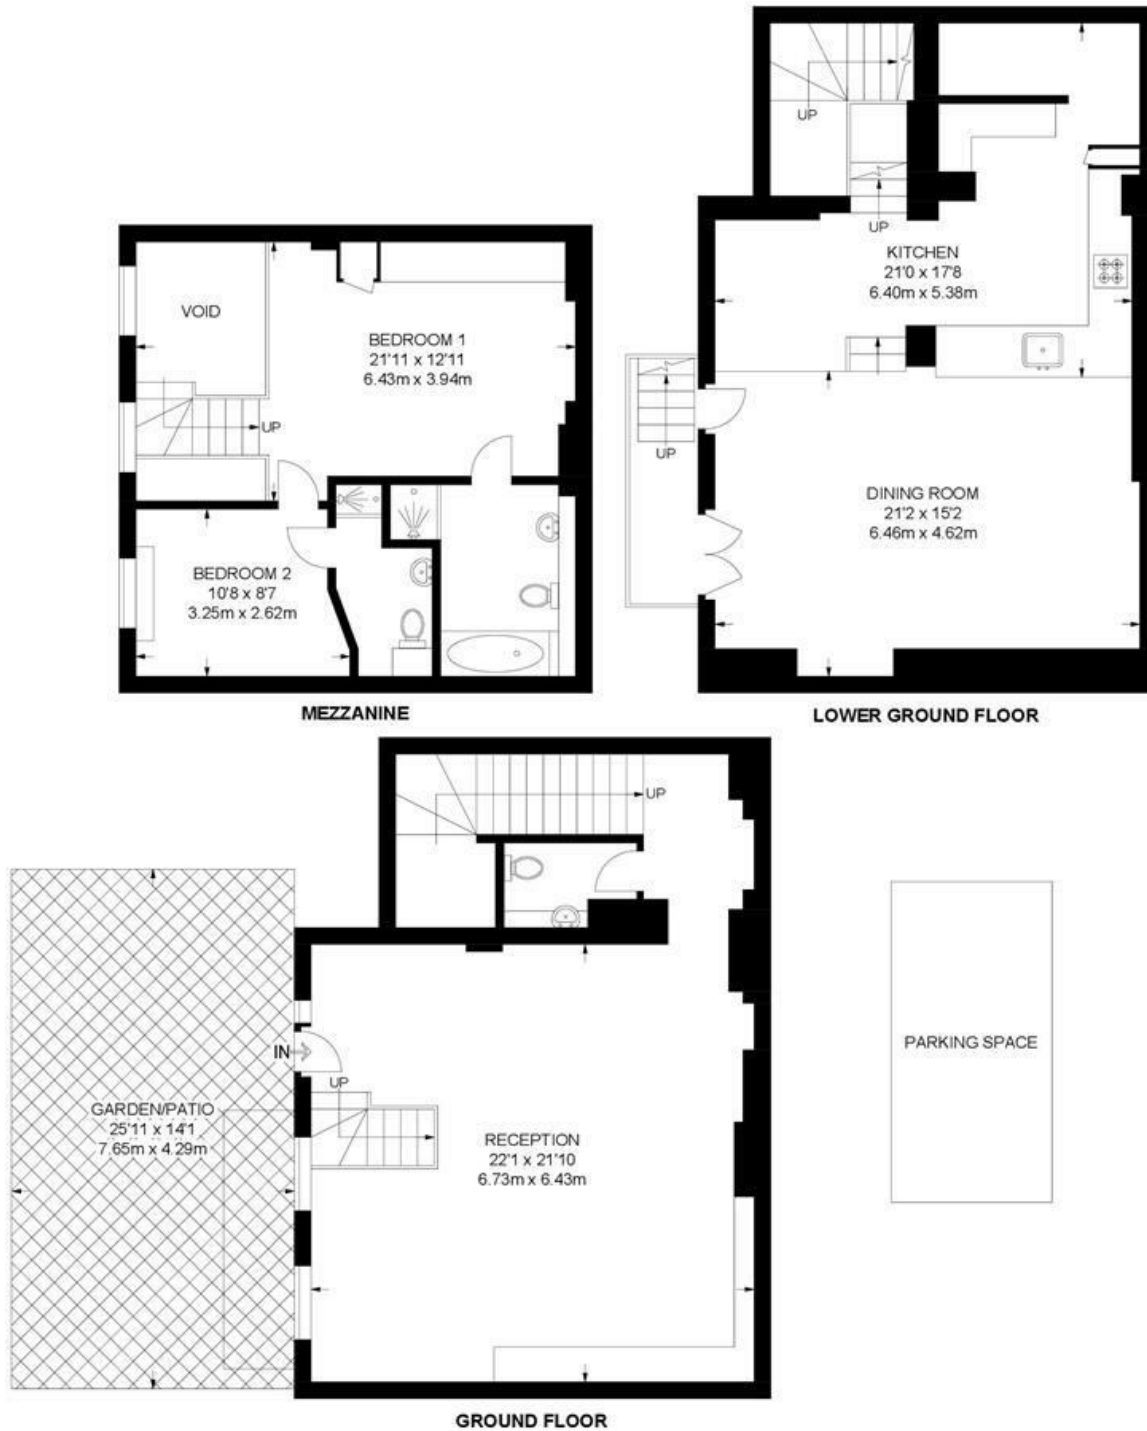 UP
UP
KITCHEN
21'0 x 17'8
6.40m x 5.38m
VOID
BEDROOM 1
21'11 x 12'11
6.43m x 3.94m
UP
UP
DINING ROOM
21'2 x 15'2
6.46m x 4.62m
BEDROOM 2
10'8 x 8'7
3.25m x 2.62m
MEZZANINE
LOWER GROUND FLOOR
UP
IN
UP
GARDEN/PATIO
25'11 x 14'1
7.65m x 4.29m
RECEPTION
22'1 x 21'10
6.73m x 6.43m
PARKING SPACE
GROUND FLOOR